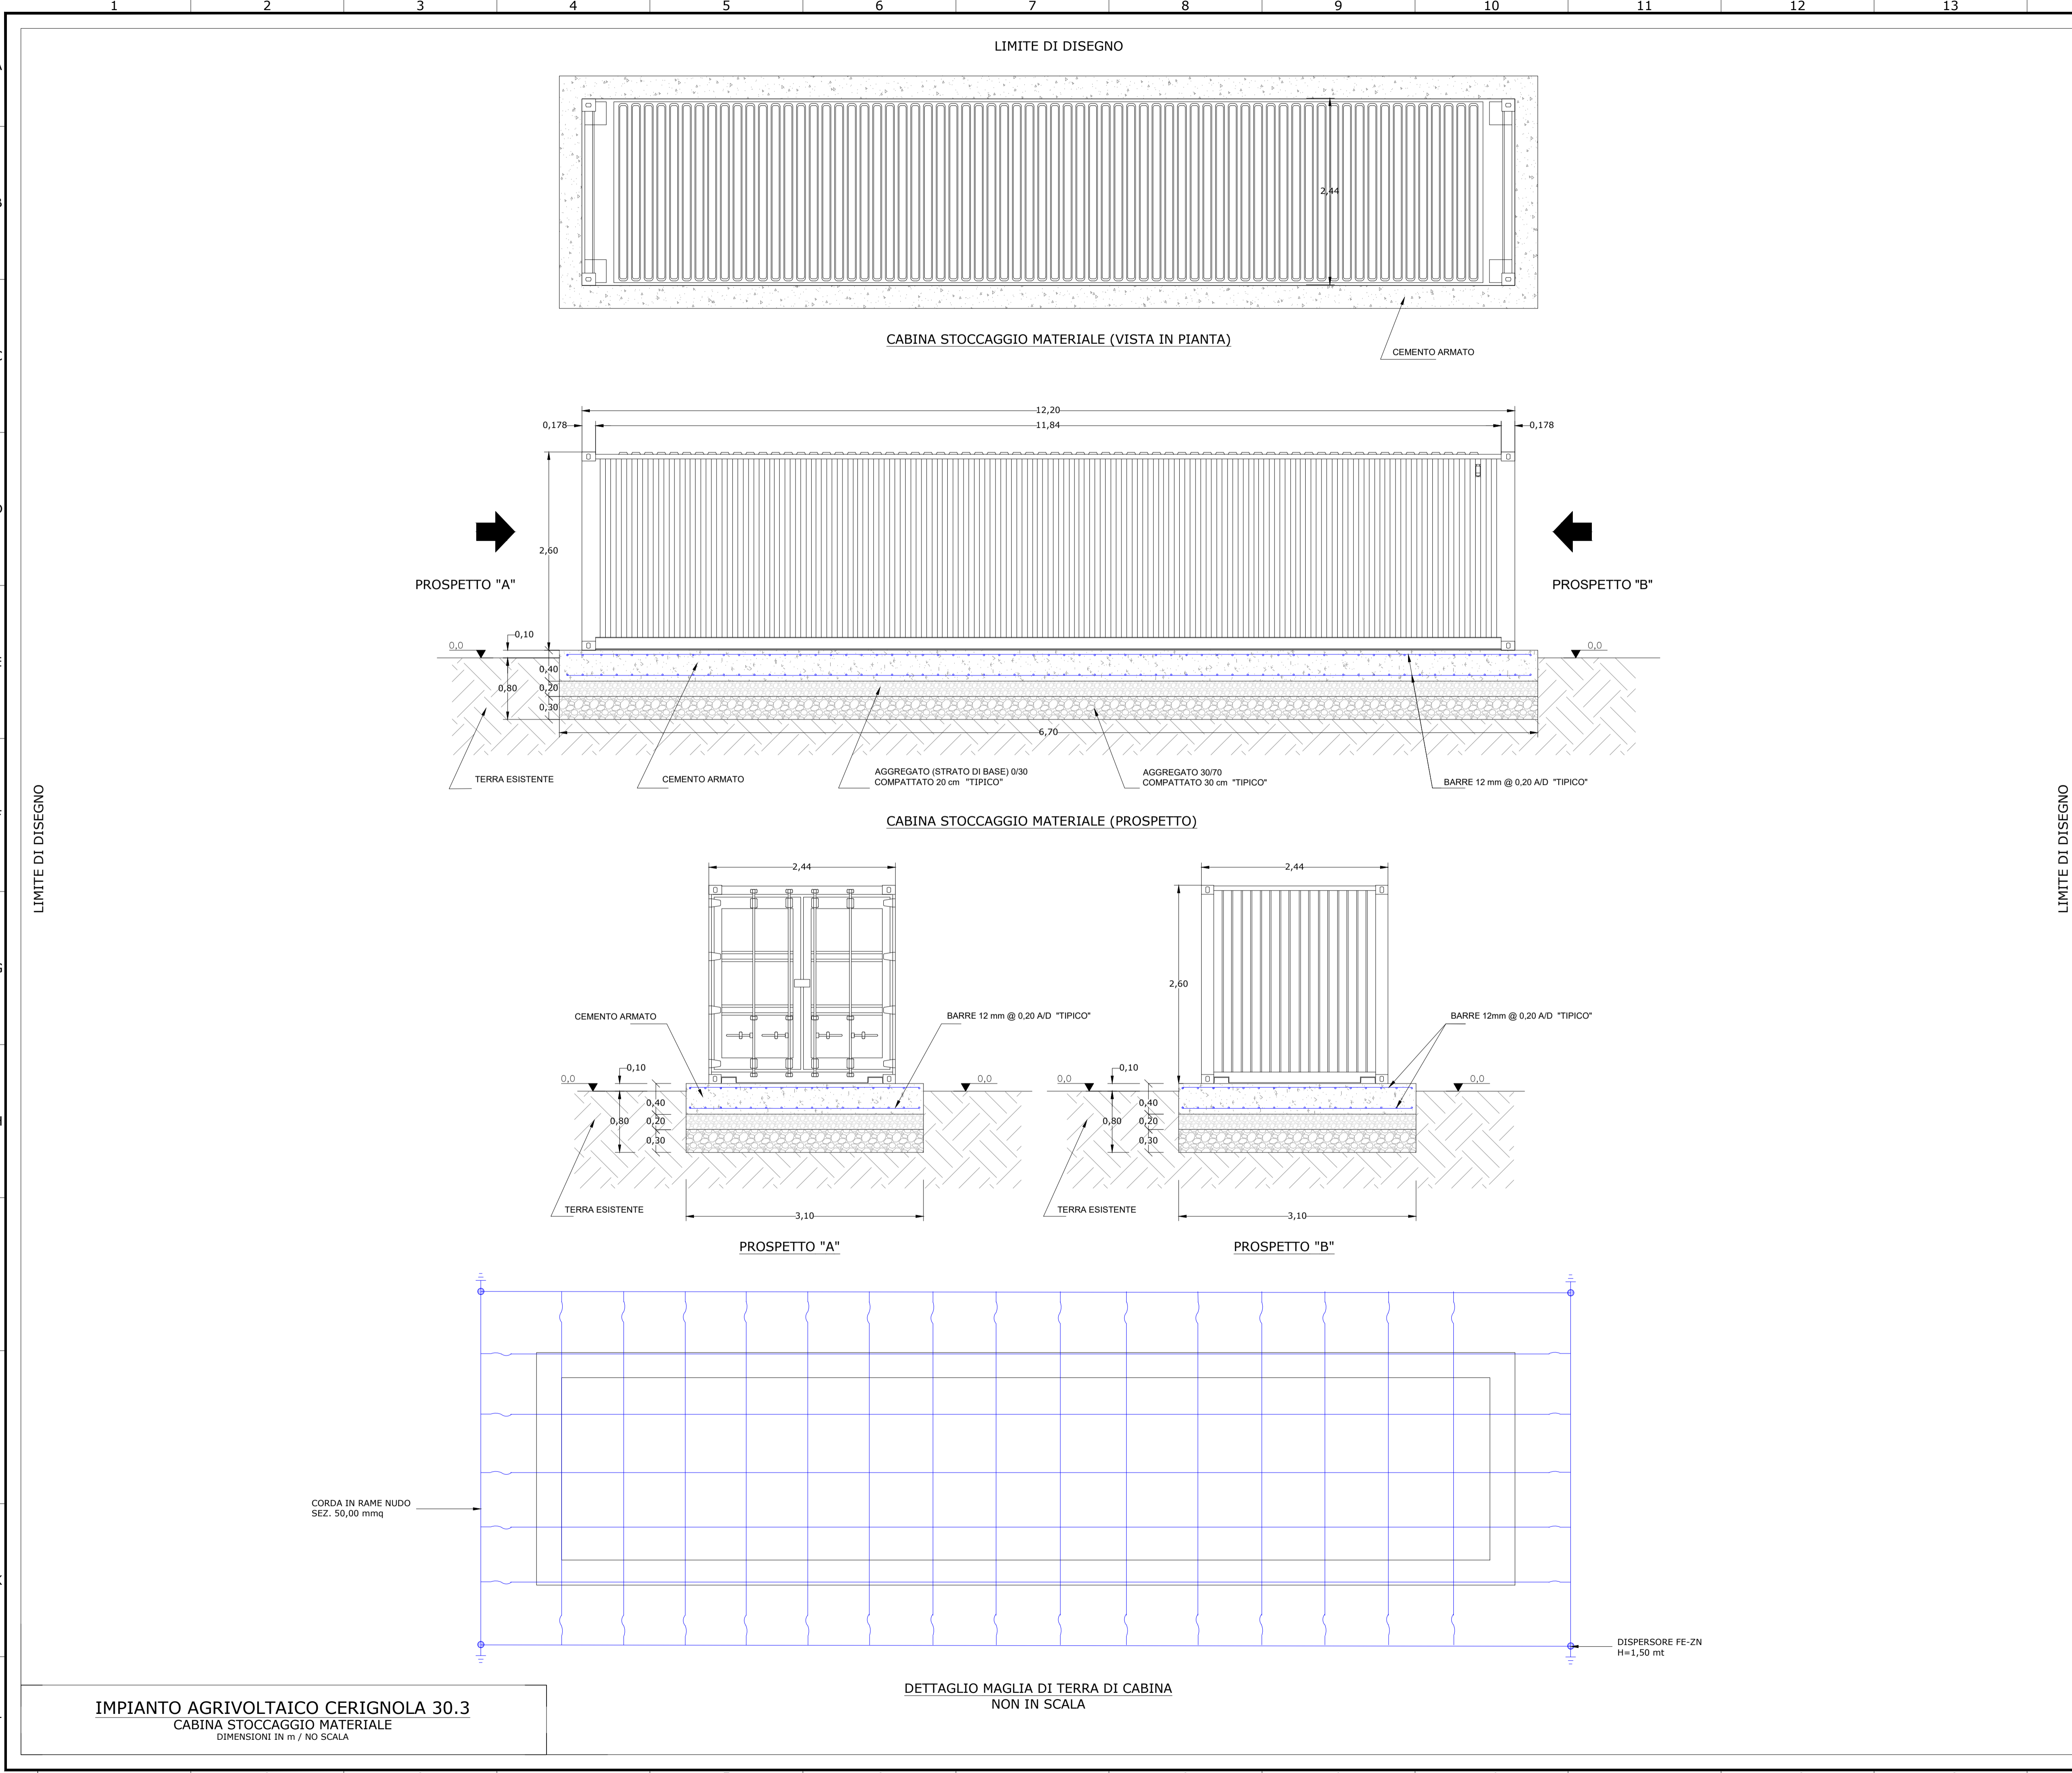 1 2 3 4 5 6 7 8 9 10 11 12 13
LIMITE DI DISEGNO
2,44
CABINA STOCCAGGIO MATERIALE (VISTA IN PIANTA)
CEMENTO ARMATO
12,20
0,178
11,84
0,178
2,60
PROSPETTO "A"
PROSPETTO "B"
0,10
0,0
0,0
0,40
0,80
0,20
0,30
6,70
TERRA ESISTENTE
CEMENTO ARMATO
AGGREGATO (STRATO DI BASE) 0/30
COMPATTATO 20 cm "TIPICO"
AGGREGATO 30/70
COMPATTATO 30 cm "TIPICO"
BARRE 12 mm @ 0,20 A/D "TIPICO"
CABINA STOCCAGGIO MATERIALE (PROSPETTO)
LIMITE DI DISEGNO
LIMITE DI DISEGNO
2,44
CEMENTO ARMATO
BARRE 12 mm @ 0,20 A/D "TIPICO"
0,10
0,0
0,0
0,40
0,80
0,20
0,30
TERRA ESISTENTE
3,10
PROSPETTO "A"
2,44
2,60
BARRE 12mm @ 0,20 A/D "TIPICO"
0,10
0,0
0,0
0,40
0,80
0,20
0,30
TERRA ESISTENTE
3,10
PROSPETTO "B"
CORDA IN RAME NUDO
SEZ. 50,00 mmq
DISPERSORE FE-ZN
H=1,50 mt
DETTAGLIO MAGLIA DI TERRA DI CABINA
NON IN SCALA
IMPIANTO AGRIVOLTAICO CERIGNOLA 30.3
CABINA STOCCAGGIO MATERIALE
DIMENSIONI IN m / NO SCALA